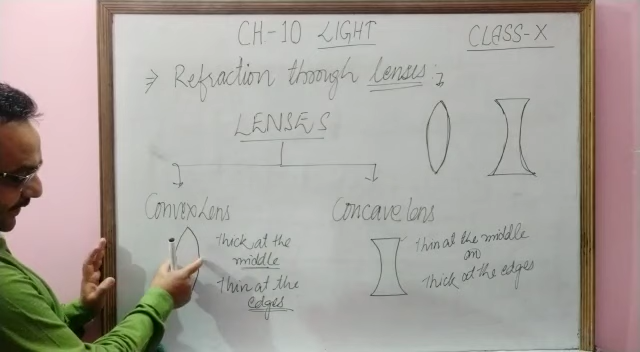 CH-10 LIGHT
CLASS-X
⇒ Refraction through lenses :
LENSES
Convex Lens
Concave lens
Thick at the
middle
Thin at the
edges
Thin at the middle
and
Thick at the edges